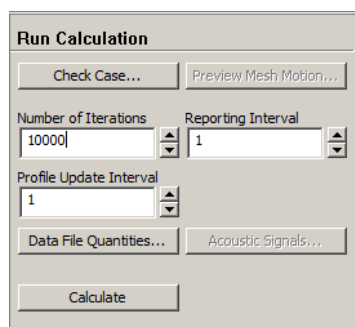 Run Calculation
Check Case... Preview Mesh Motion...
Number of Iterations Reporting Interval
10000 1
Profile Update Interval
1
Data File Quantities... Acoustic Signals...
Calculate